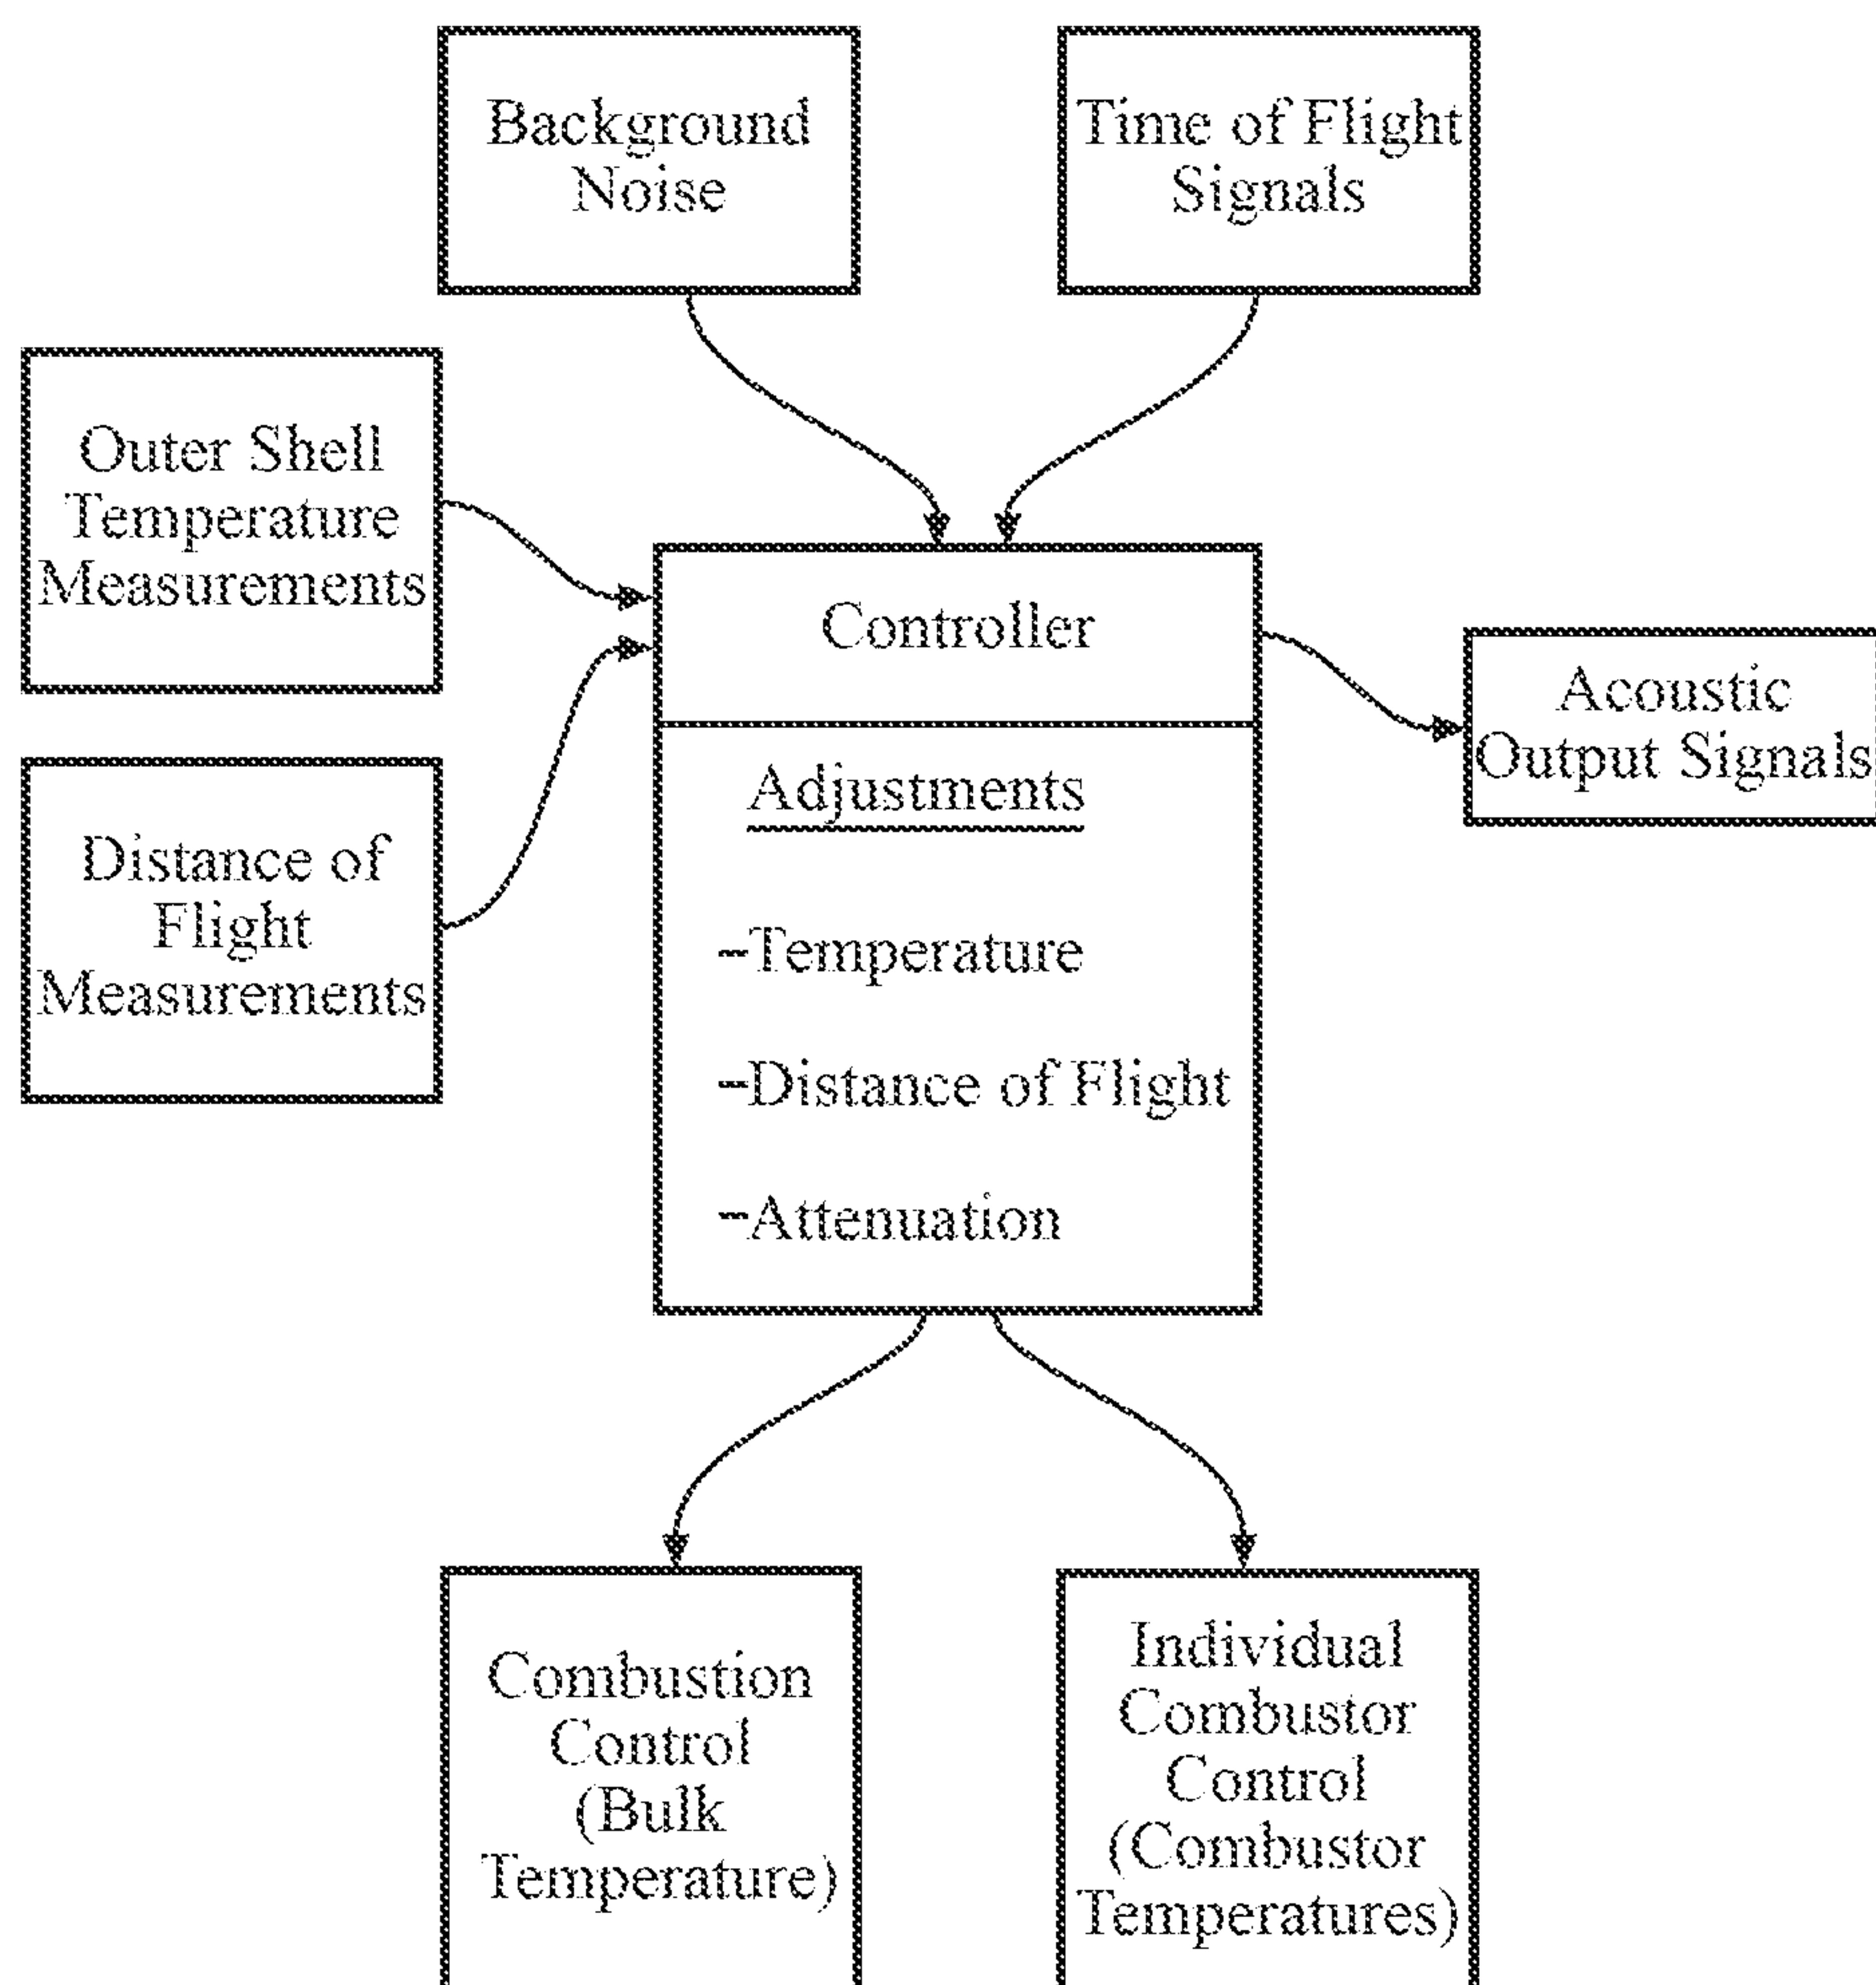 Background
Noise
Time of Flight
Signals
Outer Shell
Temperature
Measurements
Distance of
Flight
Measurements
Controller
Adjustments
--Temperature
--Distance of Flight
--Attenuation
Acoustic
Output Signals
Combustion
Control
(Bulk
Temperature)
Individual
Combustor
Control
(Combustor
Temperatures)